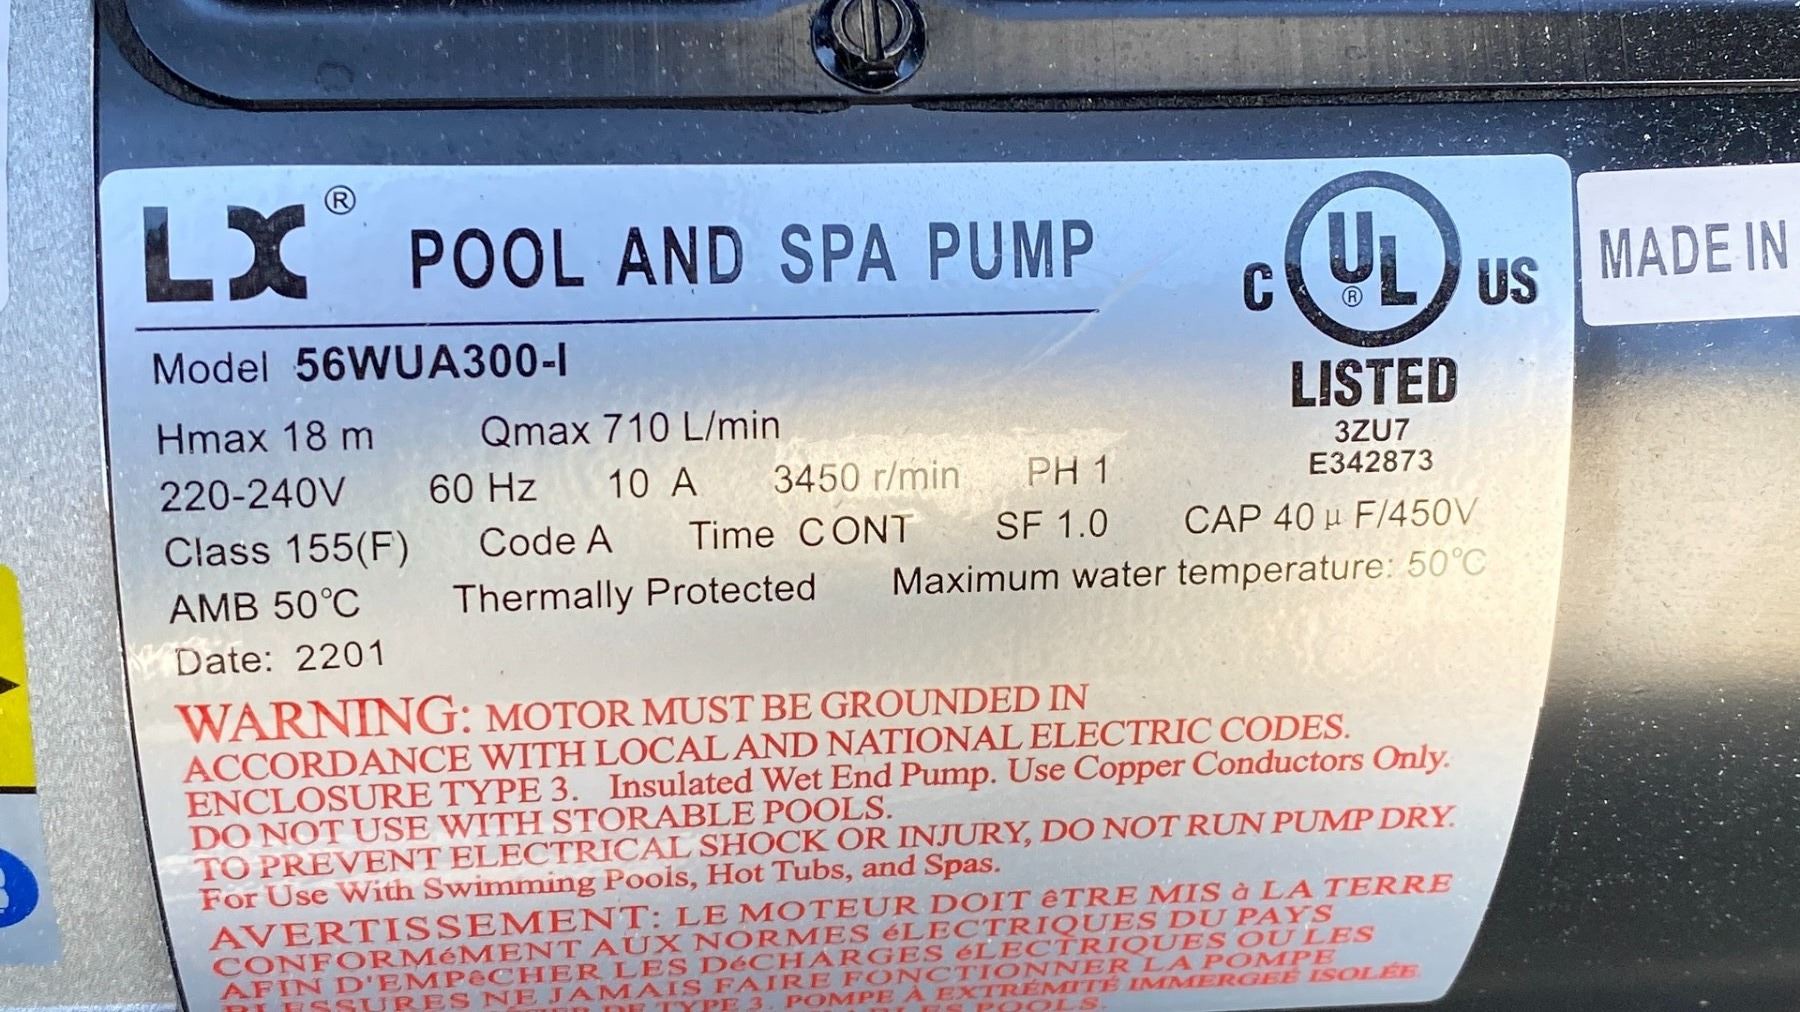 LX® POOL AND SPA PUMP
C UL® US
LISTED
3ZU7
E342873
MADE IN
Model 56WUA300-I
Hmax 18 m Qmax 710 L/min
220-240V 60 Hz 10 A 3450 r/min PH 1
Class 155(F) Code A Time CONT SF 1.0 CAP 40 μ F/450V
AMB 50°C Thermally Protected Maximum water temperature: 50°C
Date: 2201
WARNING: MOTOR MUST BE GROUNDED IN
ACCORDANCE WITH LOCAL AND NATIONAL ELECTRIC CODES.
ENCLOSURE TYPE 3. Insulated Wet End Pump. Use Copper Conductors Only.
DO NOT USE WITH STORABLE POOLS.
TO PREVENT ELECTRICAL SHOCK OR INJURY, DO NOT RUN PUMP DRY.
For Use With Swimming Pools, Hot Tubs, and Spas.
AVERTISSEMENT: LE MOTEUR DOIT êTRE MIS à LA TERRE
CONFORMéMENT AUX NORMES éLECTRIQUES DU PAYS
AFIN D'EMPêCHER LES DéCHARGES éLECTRIQUES OU LES
BLESSURES NE JAMAIS FAIRE FONCTIONNER LA POMPE
DE TYPE 3. POMPE À EXTRÉMITÉ IMMERGEÉ ISOLÉE
POOLS.